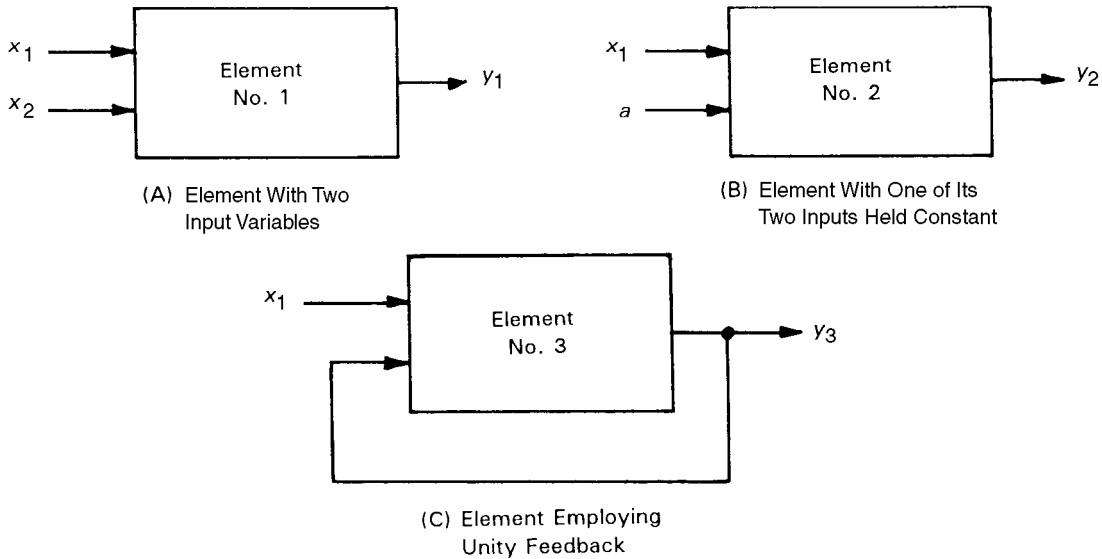 x1
x2
Element
No. 1
y1
(A) Element With Two
Input Variables
x1
a
Element
No. 2
y2
(B) Element With One of Its
Two Inputs Held Constant
x1
Element
No. 3
y3
(C) Element Employing
Unity Feedback